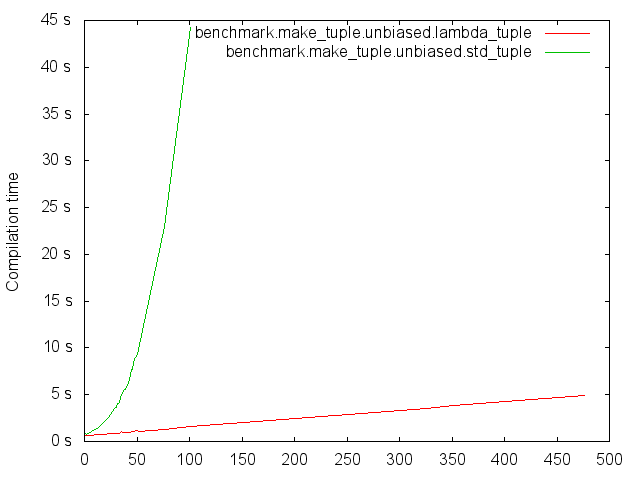 45 s
40 s
35 s
30 s
25 s
20 s
15 s
10 s
5 s
0 s
Compilation time
benchmark.make_tuple.unbiased.lambda_tuple
benchmark.make_tuple.unbiased.std_tuple
0 50 100 150 200 250 300 350 400 450 500